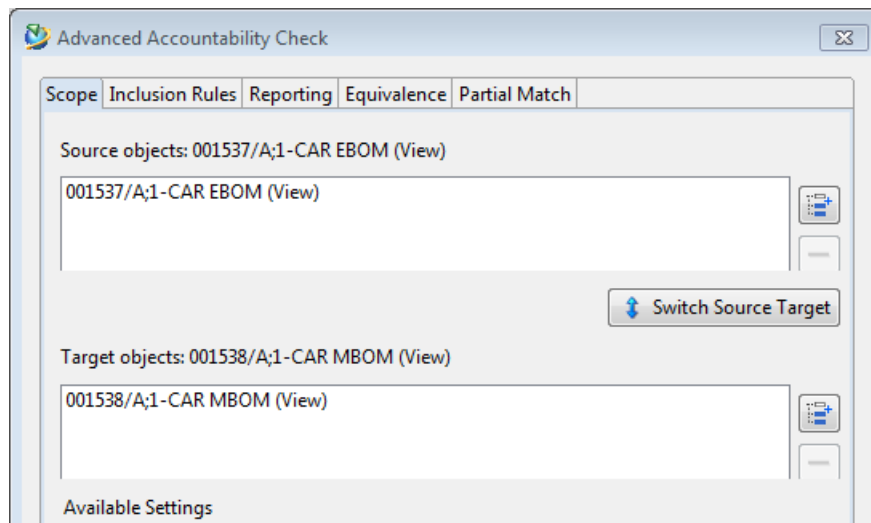 Advanced Accountability Check
Scope Inclusion Rules Reporting Equivalence Partial Match
Source objects: 001537/A;1-CAR EBOM (View)
001537/A;1-CAR EBOM (View)
Switch Source Target
Target objects: 001538/A;1-CAR MBOM (View)
001538/A;1-CAR MBOM (View)
Available Settings